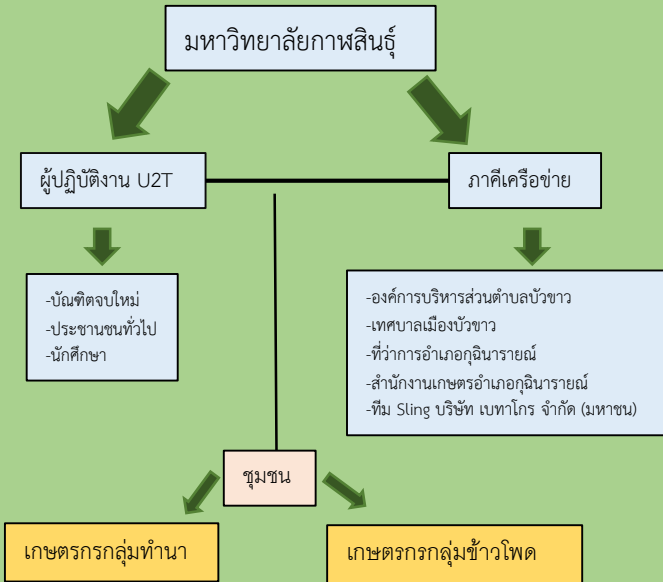 มหาวิทยาลัยกาฬสินธุ์
ผู้ปฏิบัติงาน U2T
ภาคีเครือข่าย
-บัณฑิตจบใหม่
-ประชานชนทั่วไป
-นักศึกษา
-องค์การบริหารส่วนตำบลบัวขาว
-เทศบาลเมืองบัวขาว
-ที่ว่าการอำเภอกุฉินารายณ์
-สำนักงานเกษตรอำเภอกุฉินารายณ์
-ทีม Sling บริษัท เบทาโกร จำกัด (มหาชน)
ชุมชน
เกษตรกรกลุ่มทำนา
เกษตรกรกลุ่มข้าวโพด